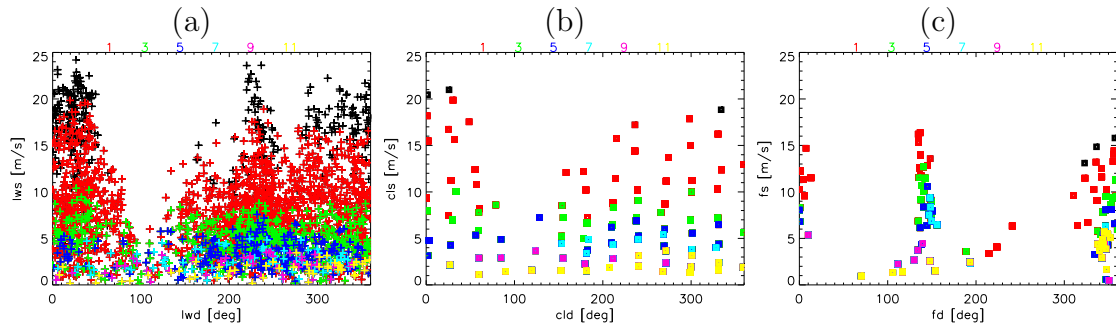 (a) (b) (c)
1 3 5 7 9 11 1 3 5 7 9 11 1 3 5 7 9 11
25 25 25
20 20 20
15 15 15
10 10 10
5 5 5
0 0 0
lws [m/s] cls [m/s] fs [m/s]
0 100 200 300 0 100 200 300 0 100 200 300
lwd [deg] cld [deg] fd [deg]